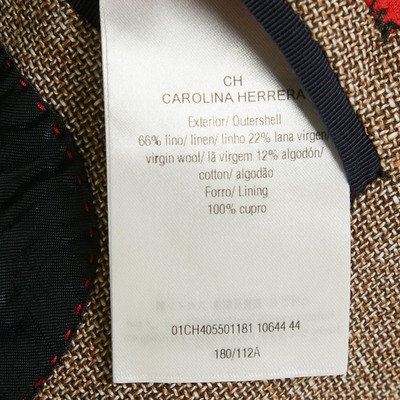 CH
CAROLINA HERRERA
Exterior/ Outershell
66% lino/ linen/ linho 22% lana virgen/
virgin wool/ lã virgem 12% algodón/
cotton/ algodão
Forro/ Lining
100% cupro
01CH405501181 10644 44
180/112A